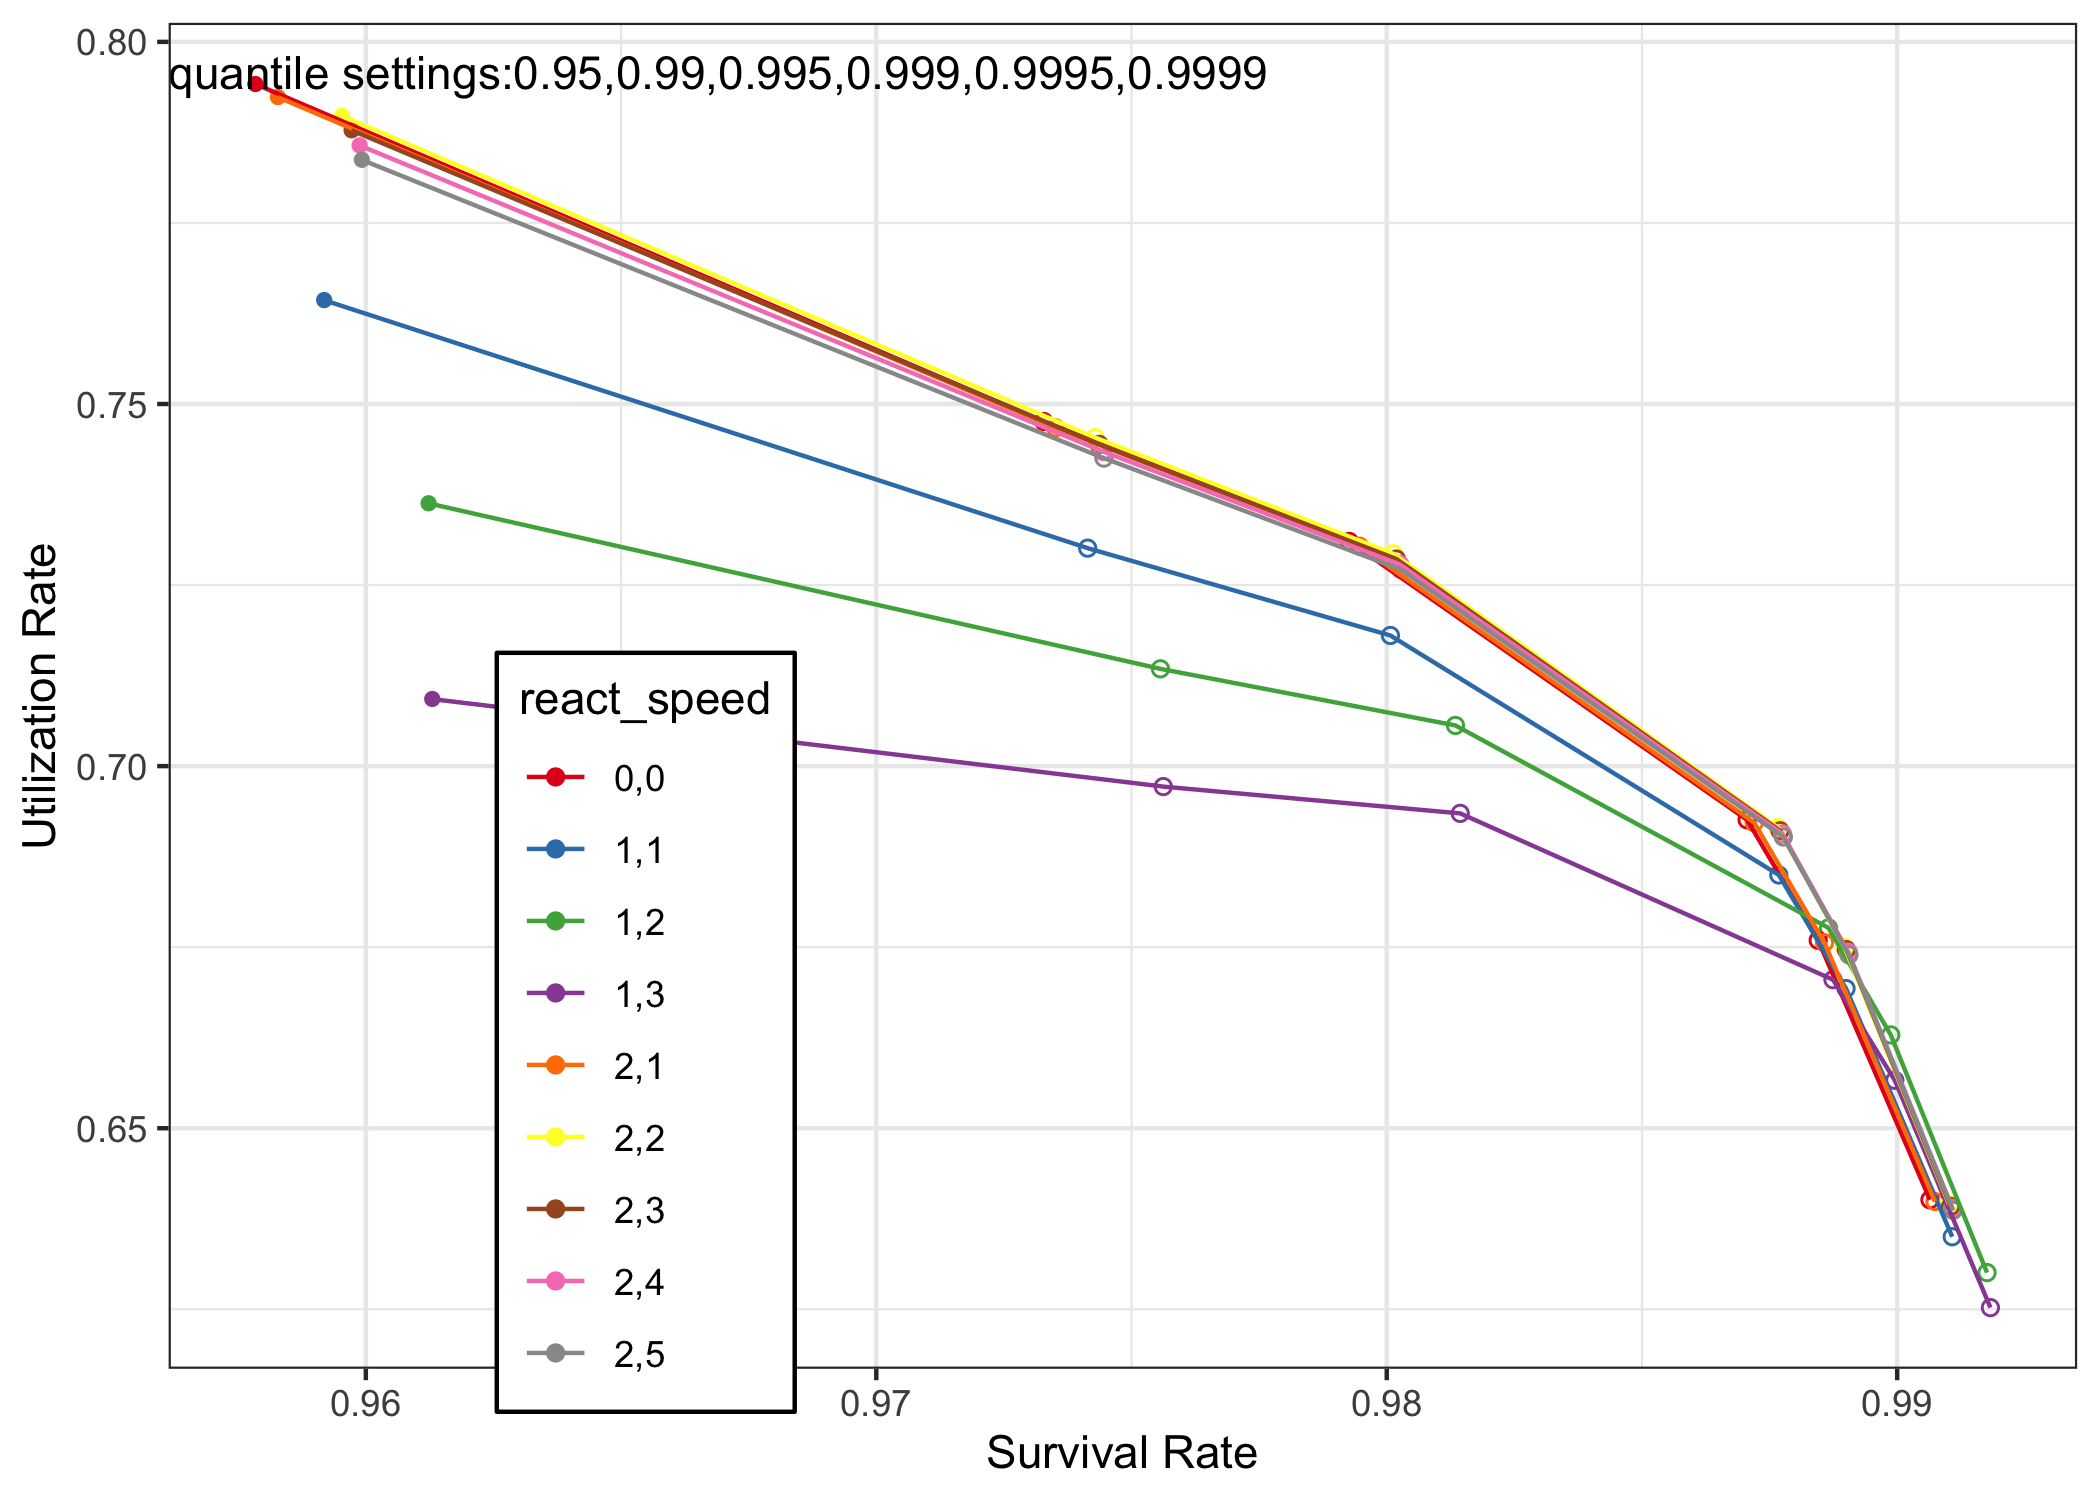 0.80
quantile settings:0.95,0.99,0.995,0.999,0.9995,0.9999
0.75
0.70
0.65
Utilization Rate
react_speed
0,0
1,1
1,2
1,3
2,1
2,2
2,3
2,4
2,5
0.96 0.97 0.98 0.99
Survival Rate